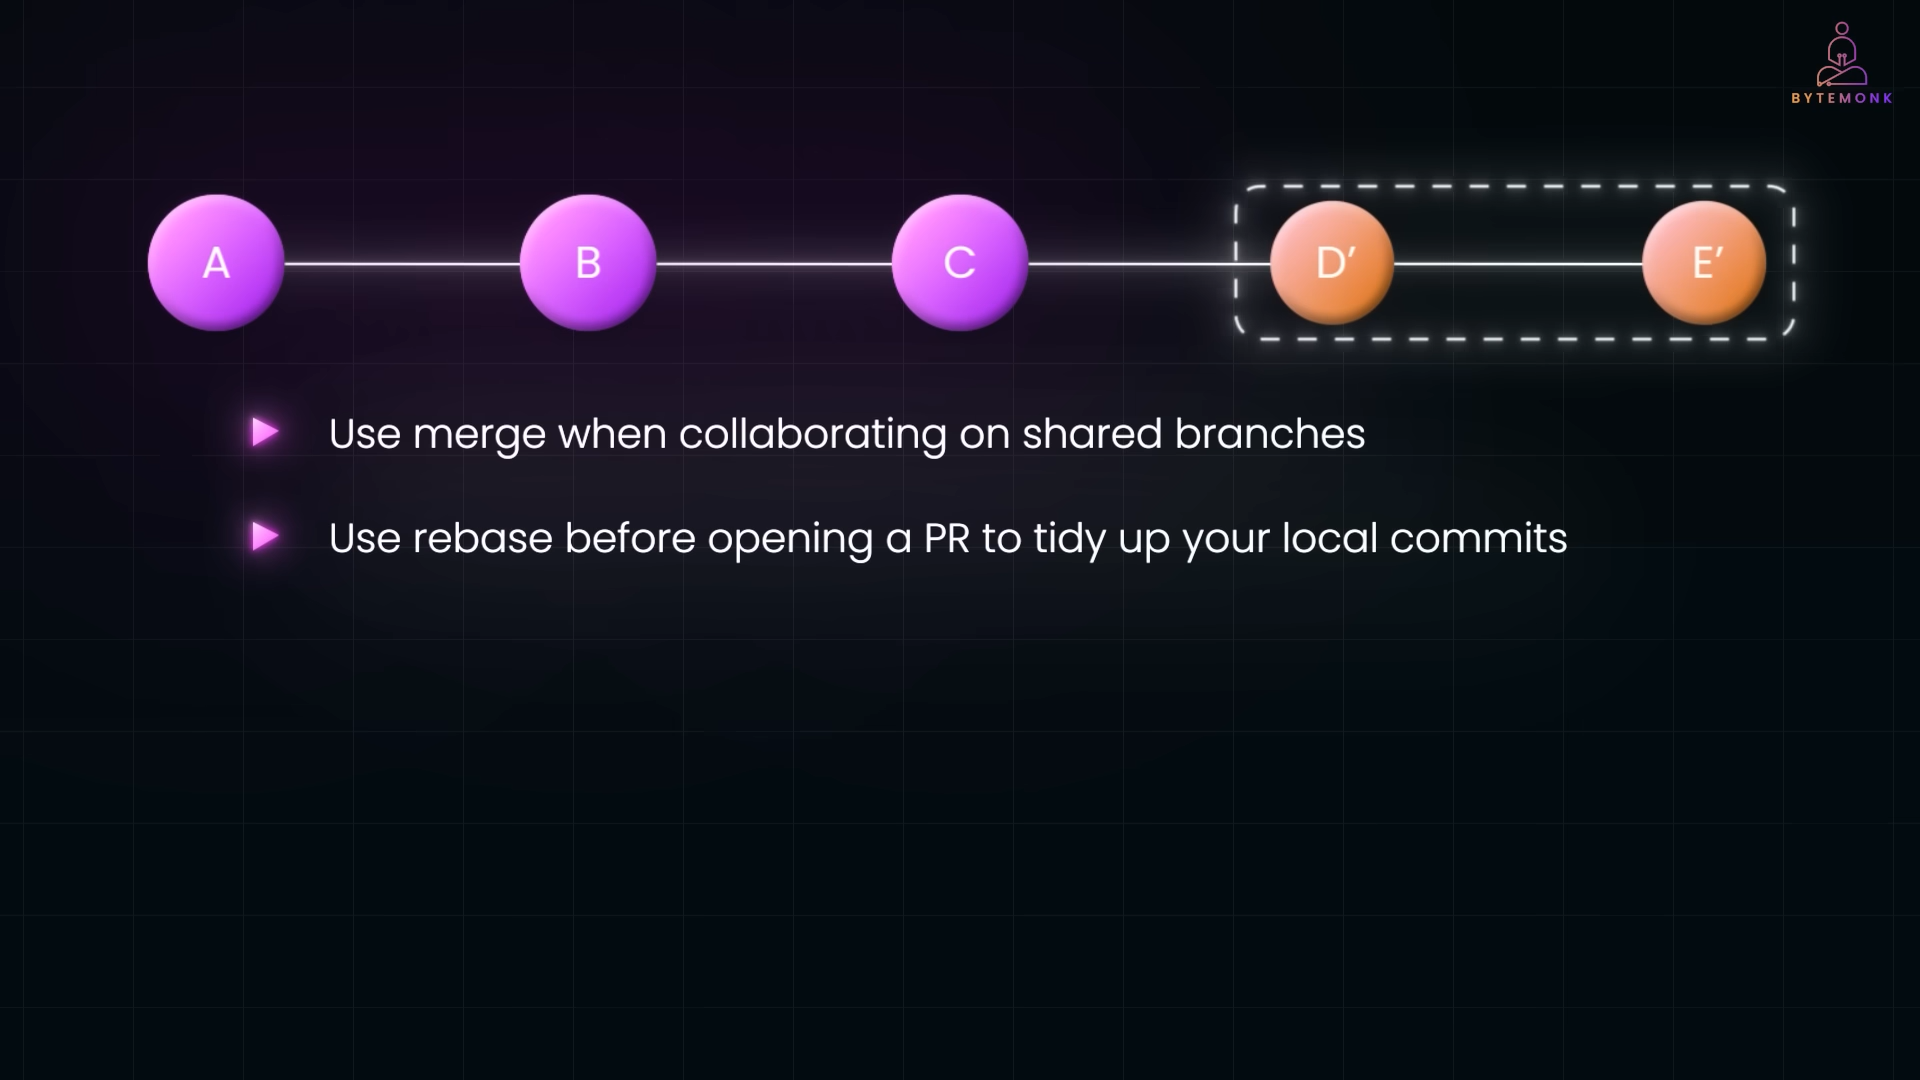 BYTEMONK
A
B
C
D’
E’
Use merge when collaborating on shared branches
Use rebase before opening a PR to tidy up your local commits